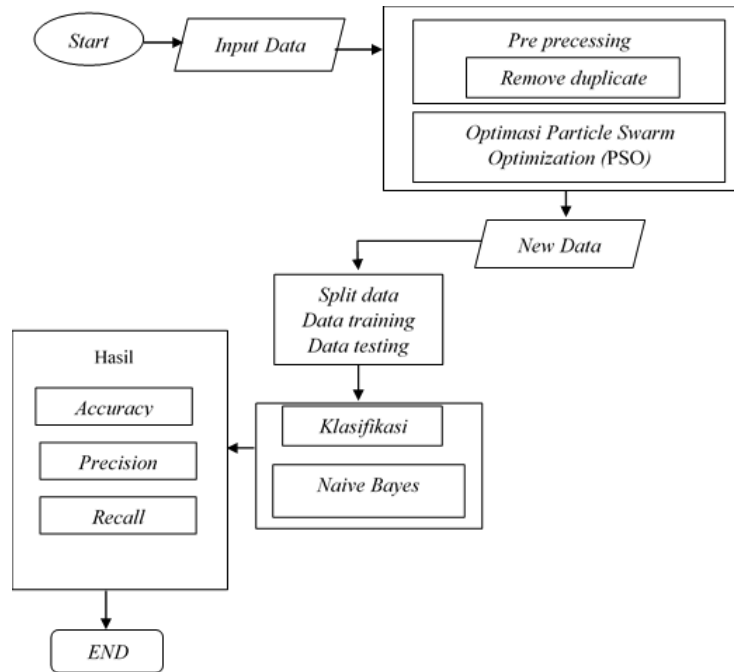 Start
Input Data
Pre precessing
Remove duplicate
Optimasi Particle Swarm
Optimization (PSO)
New Data
Split data
Data training
Data testing
Klasifikasi
Naive Bayes
Hasil
Accuracy
Precision
Recall
END